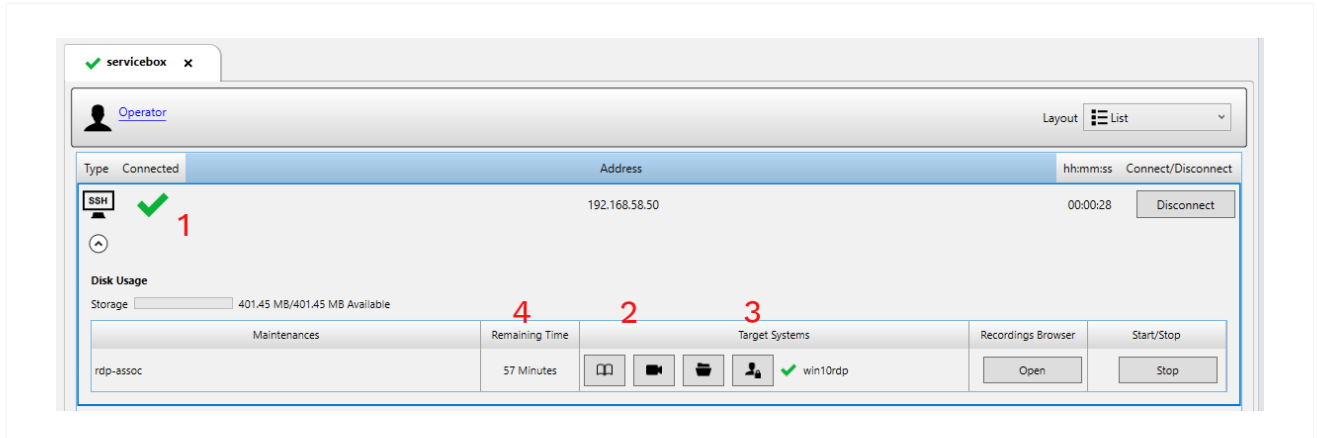 servicebox x
Operator
Layout List
Type Connected Address hh:mm:ss Connect/Disconnect
SSH 192.168.58.50 00:00:28 Disconnect
1
Disk Usage
Storage 401.45 MB/401.45 MB Available
4 2 3
Maintenances Remaining Time Target Systems Recordings Browser Start/Stop
rdp-assoc 57 Minutes win10rdp Open Stop